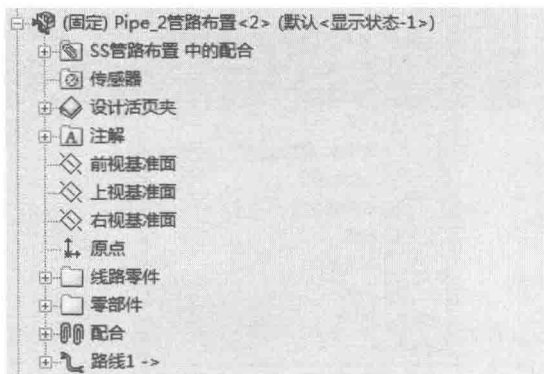 (固定) Pipe_2管路布置<2> (默认<显示状态-1>)
SS管路布置 中的配合
传感器
设计活页夹
A 注解
前视基准面
上视基准面
右视基准面
原点
线路零件
零部件
配合
路线1 ->